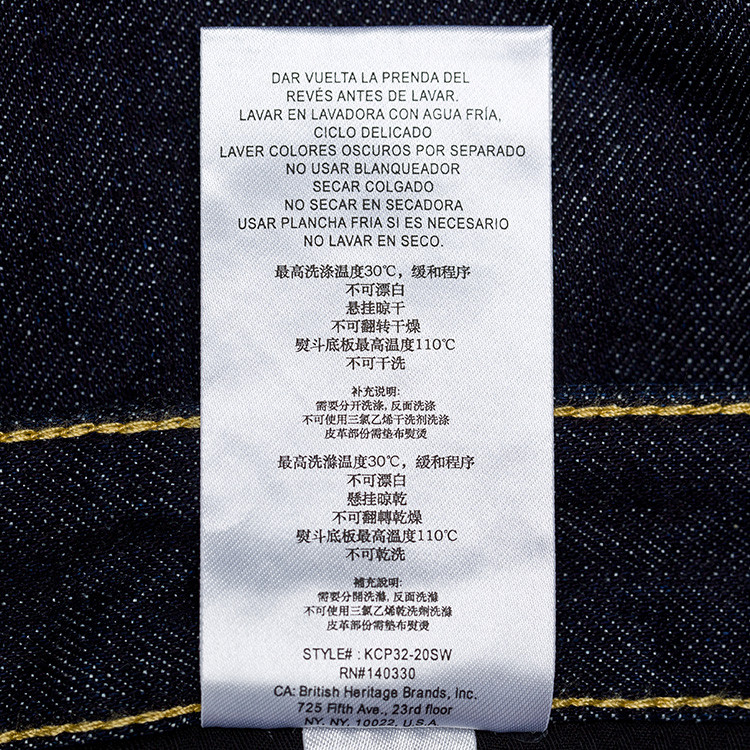 DAR VUELTA LA PRENDA DEL
REVÉS ANTES DE LAVAR.
LAVAR EN LAVADORA CON AGUA FRÍA,
CICLO DELICADO
LAVER COLORES OSCUROS POR SEPARADO
NO USAR BLANQUEADOR
SECAR COLGADO
NO SECAR EN SECADORA
USAR PLANCHA FRIA SI ES NECESARIO
NO LAVAR EN SECO.
最高洗涤温度30℃，缓和程序
不可漂白
悬挂晾干
不可翻转干燥
熨斗底板最高温度110℃
不可干洗
补充说明:
需要分开洗涤, 反面洗涤
不可使用三氯乙烯干洗剂洗涤
皮革部份需垫布熨烫
最高洗滌溫度30℃，緩和程序
不可漂白
懸挂晾乾
不可翻轉乾燥
熨斗底板最高溫度110℃
不可乾洗
補充說明:
需要分開洗滌, 反面洗滌
不可使用三氯乙烯乾洗劑洗滌
皮革部份需墊布熨燙
STYLE# : KCP32-20SW
RN#140330
CA: British Heritage Brands, Inc.
725 Fifth Ave., 23rd floor
NY. NY. 10022, U.S.A.